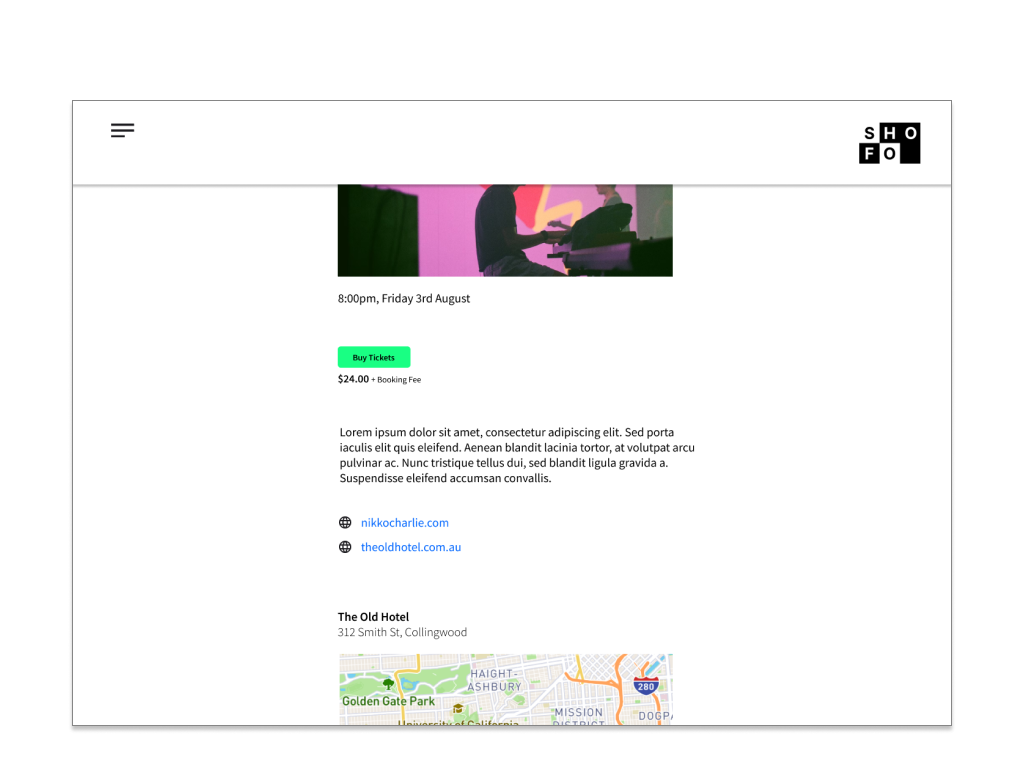 SHO
FO
8:00pm, Friday 3rd August
Buy Tickets
$24.00 + Booking Fee
Lorem ipsum dolor sit amet, consectetur adipiscing elit. Sed porta
iaculis elit quis eleifend. Aenean blandit lacinia tortor, at volutpat arcu
pulvinar ac. Nunc tristique tellus dui, sed blandit ligula gravida a.
Suspendisse eleifend accumsan convallis.
nikkocharlie.com
theoldhotel.com.au
The Old Hotel
312 Smith St, Collingwood
HAIGHT-
ASHBURY
280
Golden Gate Park
MISSION
DISTRICT
DOGPA
University of California